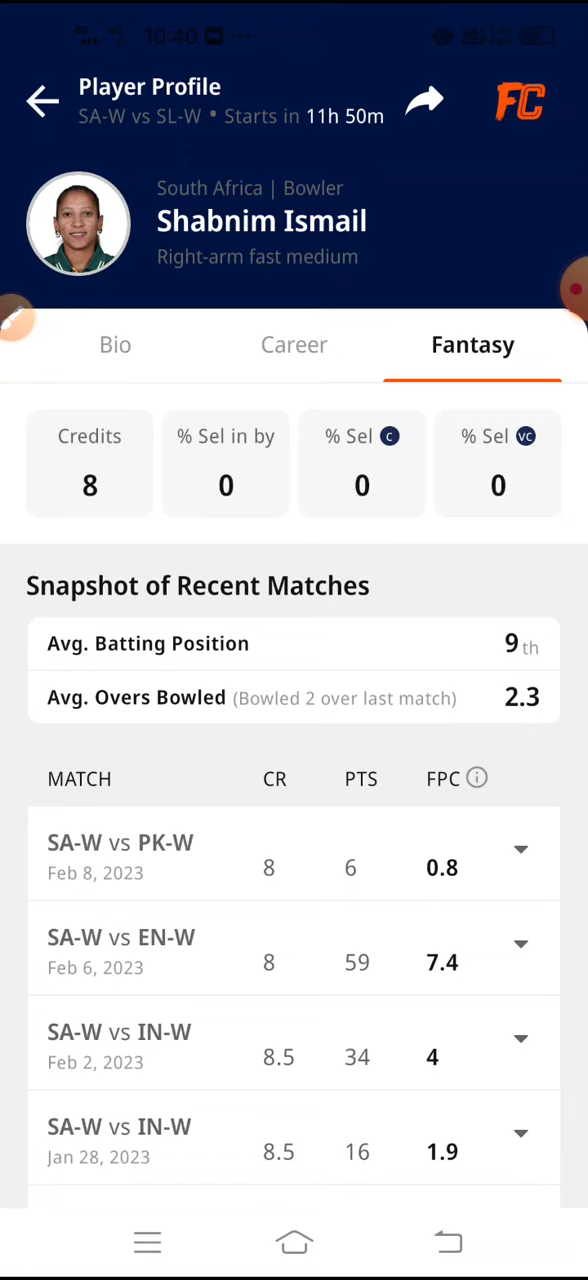 10:40
Player Profile
SA-W vs SL-W • Starts in 11h 50m
FC
South Africa | Bowler
Shabnim Ismail
Right-arm fast medium
Bio Career Fantasy
Credits % Sel in by % Sel C % Sel VC
8 0 0 0
Snapshot of Recent Matches
Avg. Batting Position 9 th
Avg. Overs Bowled (Bowled 2 over last match) 2.3
MATCH CR PTS FPC
SA-W vs PK-W
Feb 8, 2023 8 6 0.8
SA-W vs EN-W
Feb 6, 2023 8 59 7.4
SA-W vs IN-W
Feb 2, 2023 8.5 34 4
SA-W vs IN-W
Jan 28, 2023 8.5 16 1.9